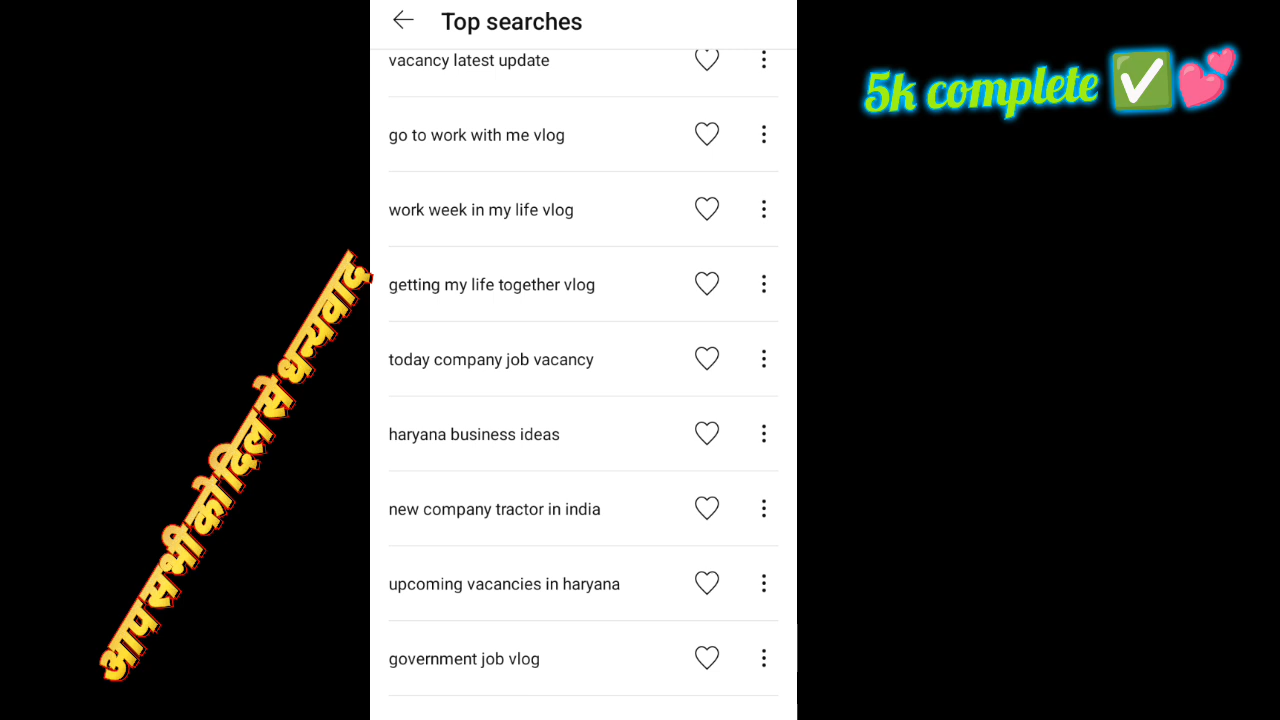 Top searches
vacancy latest update
go to work with me vlog
work week in my life vlog
getting my life together vlog
today company job vacancy
haryana business ideas
new company tractor in india
upcoming vacancies in haryana
government job vlog
5k complete ✅💕
आप सभी को दिल से धन्यवाद